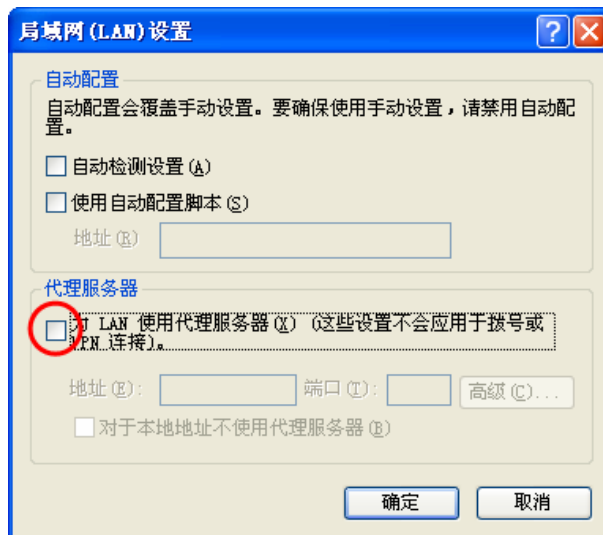 局域网(LAN)设置
自动配置
自动配置会覆盖手动设置。要确保使用手动设置，请禁用自动配
置。
自动检测设置(A)
使用自动配置脚本(S)
地址(R)
代理服务器
为 LAN 使用代理服务器(X) (这些设置不会应用于拨号或
VPN 连接)。
地址(E):
端口(T):
高级(C)...
对于本地地址不使用代理服务器(B)
确定
取消